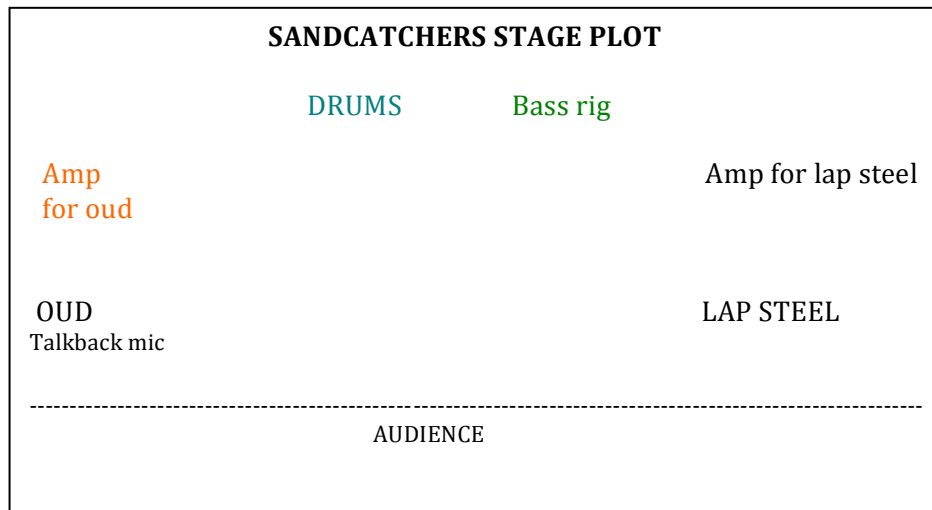 SANDCATCHERS STAGE PLOT
DRUMS Bass rig
Amp Amp for lap steel
for oud
OUD LAP STEEL
Talkback mic
----------------------------------------------------------------------------------------------------------------
AUDIENCE